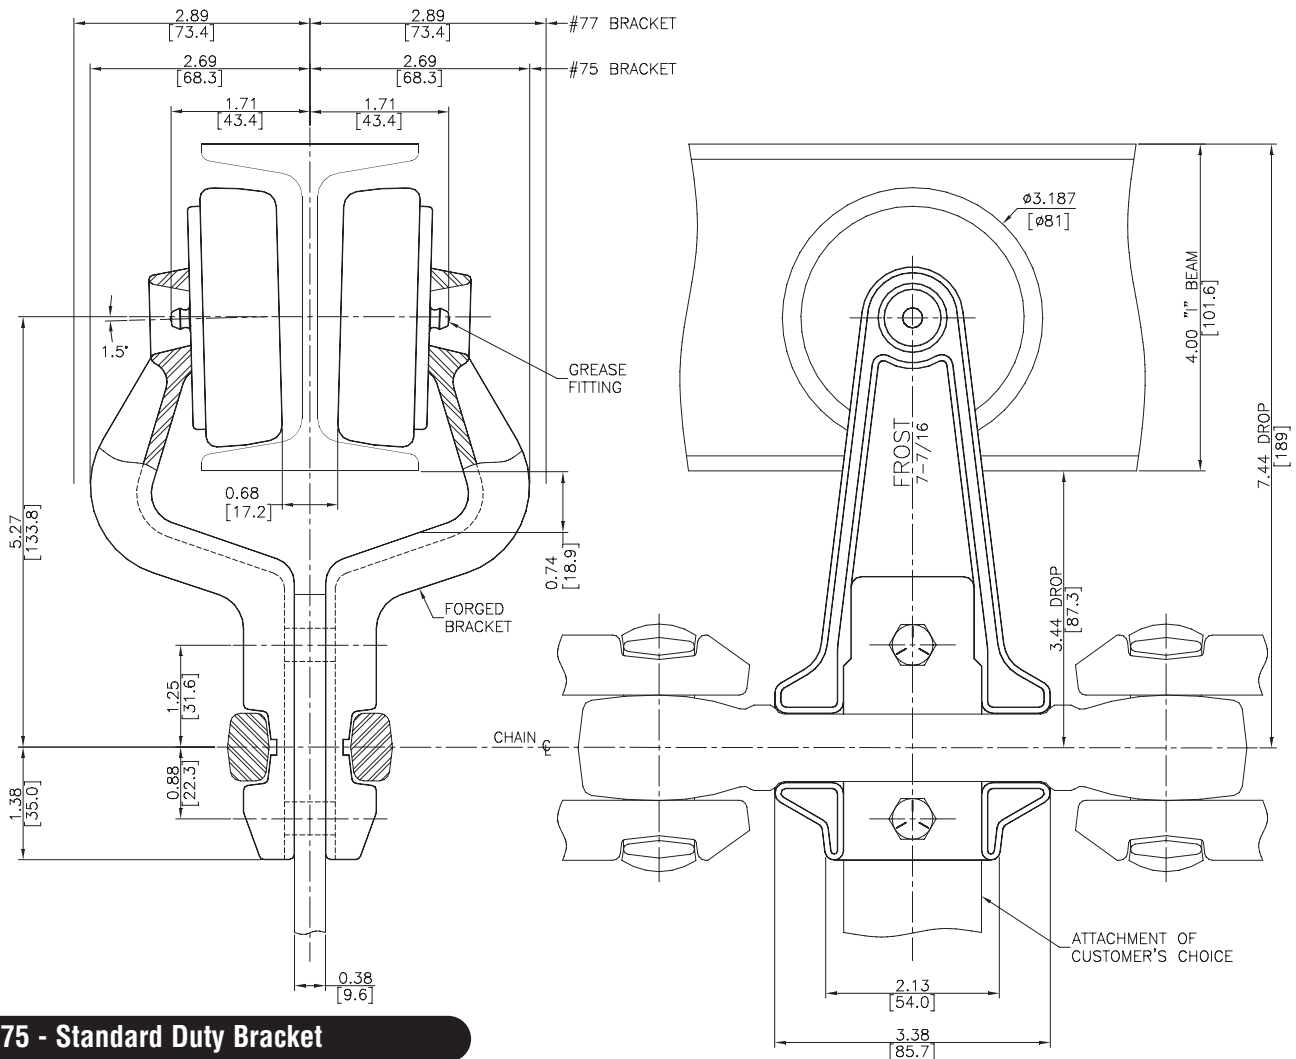 2.89
[73.4]
2.89
[73.4]
#77 BRACKET
2.69
[68.3]
2.69
[68.3]
#75 BRACKET
1.71
[43.4]
1.71
[43.4]
ø3.187
[ø81]
4.00 "I" BEAM
[101.6]
7.44 DROP
[189]
1.5°
GREASE
FITTING
FROST
7-7/16
0.68
[17.2]
0.74
[18.9]
5.27
[133.8]
FORGED
BRACKET
3.44 DROP
[87.3]
1.25
[31.6]
CHAIN ℄
0.88
[22.3]
1.38
[35.0]
ATTACHMENT OF
CUSTOMER'S CHOICE
0.38
[9.6]
2.13
[54.0]
3.38
[85.7]
75 - Standard Duty Bracket